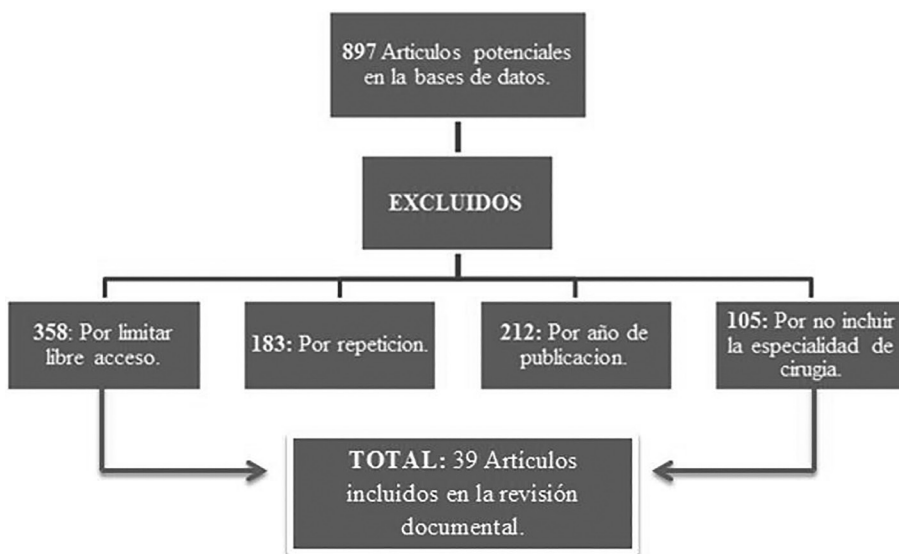 897 Articulos potenciales
en la bases de datos.
EXCLUIDOS
358: Por limitar
libre acceso.
183: Por repeticion.
212: Por año de
publicacion.
105: Por no incluir
la especialidad de
cirugia.
TOTAL: 39 Artículos
incluidos en la revisión
documental.